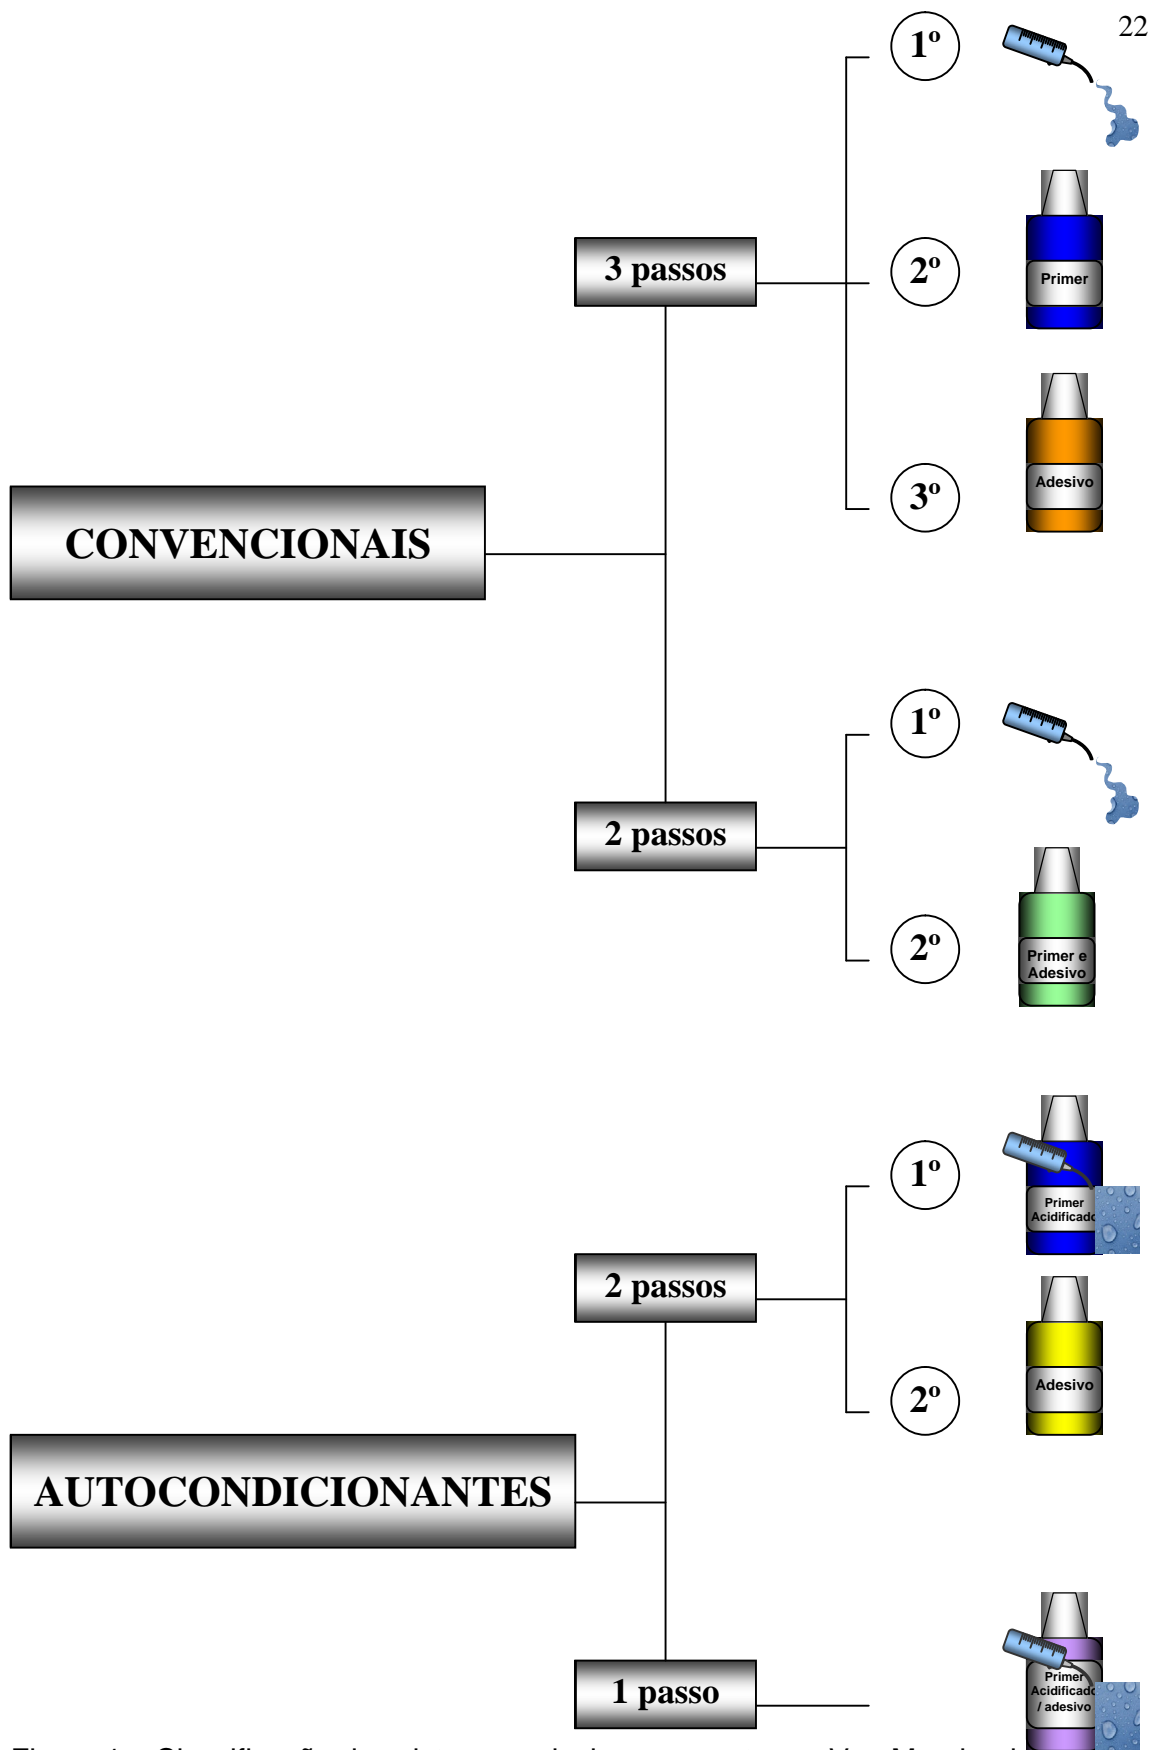 22
1º
3 passos
2º
Primer
Adesivo
3º
CONVENCIONAIS
1º
2 passos
2º
Primer e
Adesivo
1º
Primer
2 passos
Adesivo
2º
AUTOCONDICIONANTES
1 passo
Primer
/ adesivo